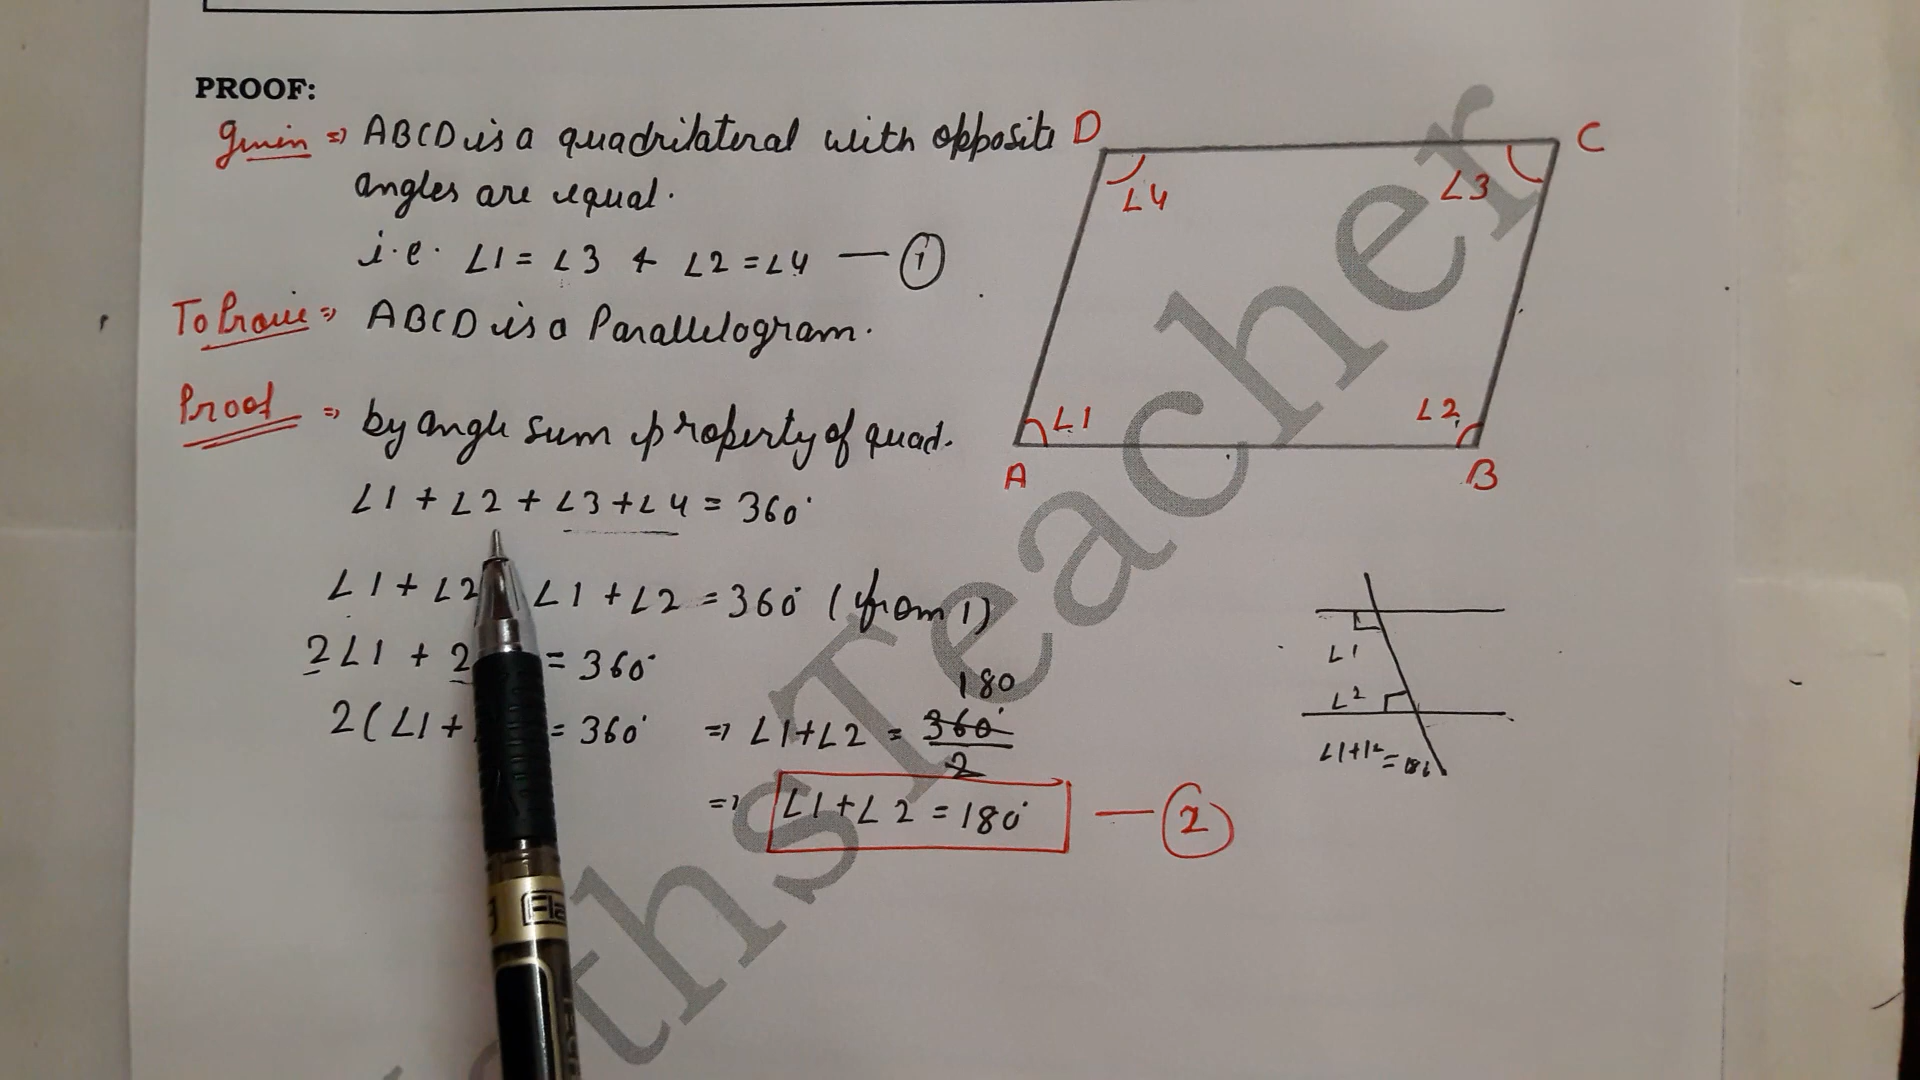 PROOF:
Given ⇒ ABCD is a quadrilateral with opposite
angles are equal.
i.e. ∠1 = ∠3 & ∠2 = ∠4 — ①
To Prove ⇒ ABCD is a Parallelogram.
Proof ⇒ by angle sum property of quad.
∠1 + ∠2 + ∠3 + ∠4 = 360°
∠1 + ∠2 ∠1 + ∠2 = 360° (from 1)
2∠1 + 2 = 360°
2(∠1 + = 360° ⇒ ∠1+∠2 = 360°/2 180
⇒ ∠1+∠2 = 180° — ②
D
C
∠4
∠3
∠1
∠2
A
B
∠1
∠2
∠1+∠2 = 180
thsTeacher
Fla